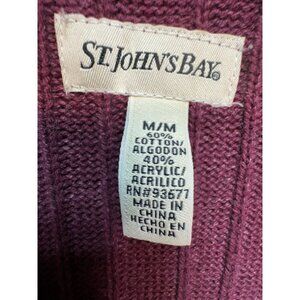 ST. JOHN'S BAY®
M/M
60%
COTTON/
ALGODON
40%
ACRYLIC/
ACRILICO
RN#93677
MADE IN
CHINA
HECHO EN
CHINA